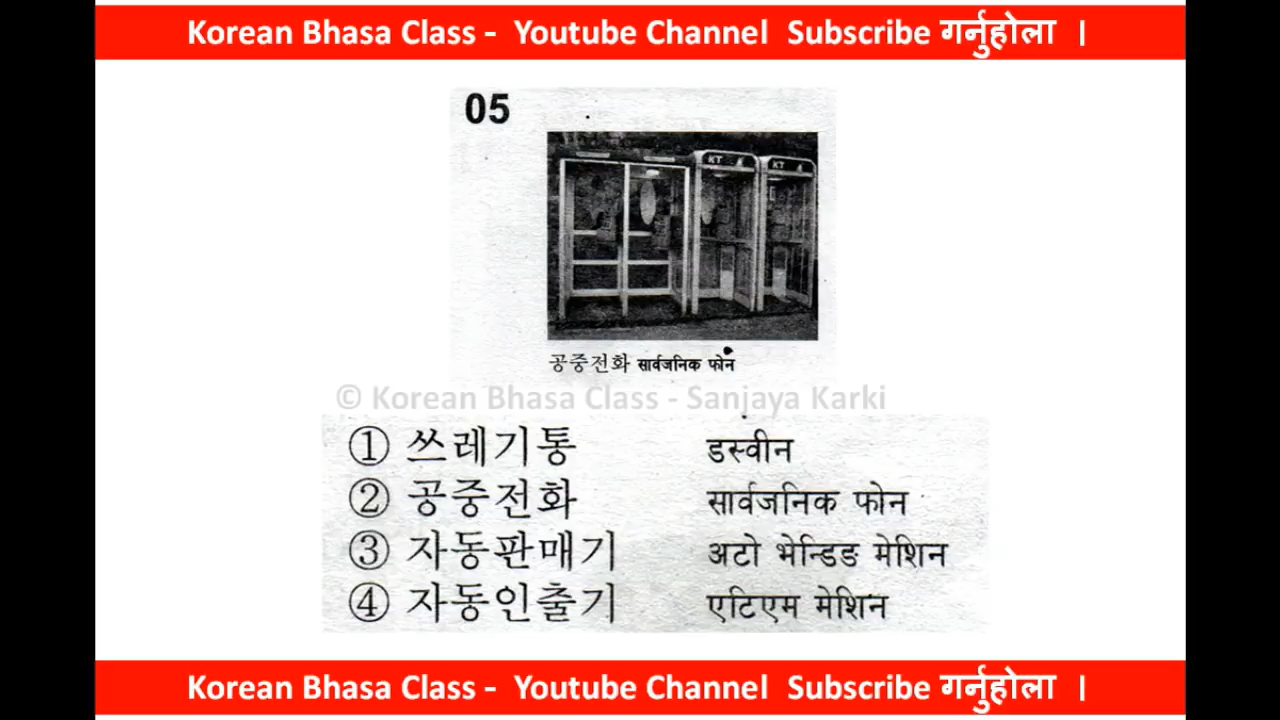 Korean Bhasa Class - Youtube Channel Subscribe गर्नुहोला ।
05
KT KT
공중전화 सार्वजनिक फोन
© Korean Bhasa Class - Sanjaya Karki
① 쓰레기통 डस्वीन
② 공중전화 सार्वजनिक फोन
③ 자동판매기 अटो भेन्डिङ मेशिन
④ 자동인출기 एटिएम मेशिन
Korean Bhasa Class - Youtube Channel Subscribe गर्नुहोला ।